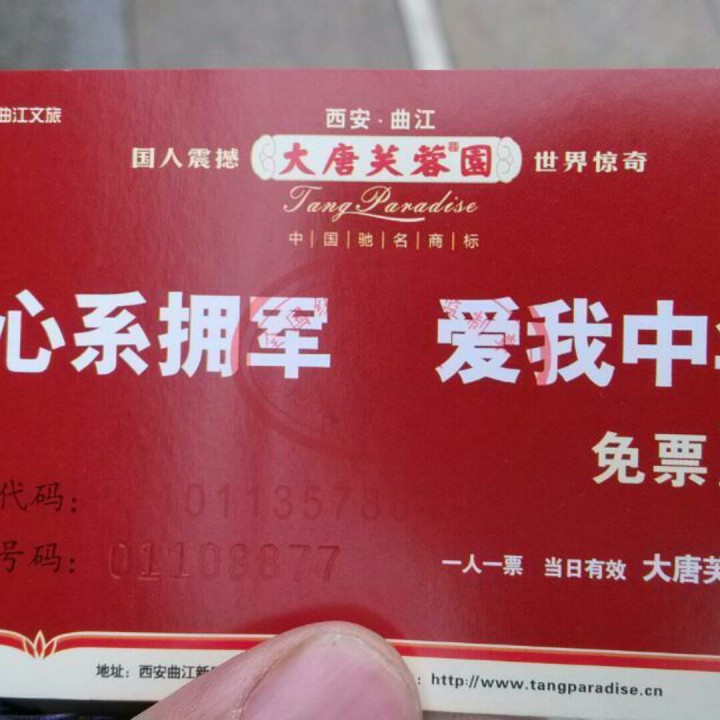 曲江文旅
西安·曲江
国人震撼 大唐芙蓉園 世界惊奇
Tang Paradise
中|国|驰|名|商|标
心系拥军 爱我中
免票
代码: 1011357
号码: 01108877
一人一票 当日有效 大唐芙
地址: 西安曲江新 : http://www.tangparadise.cn